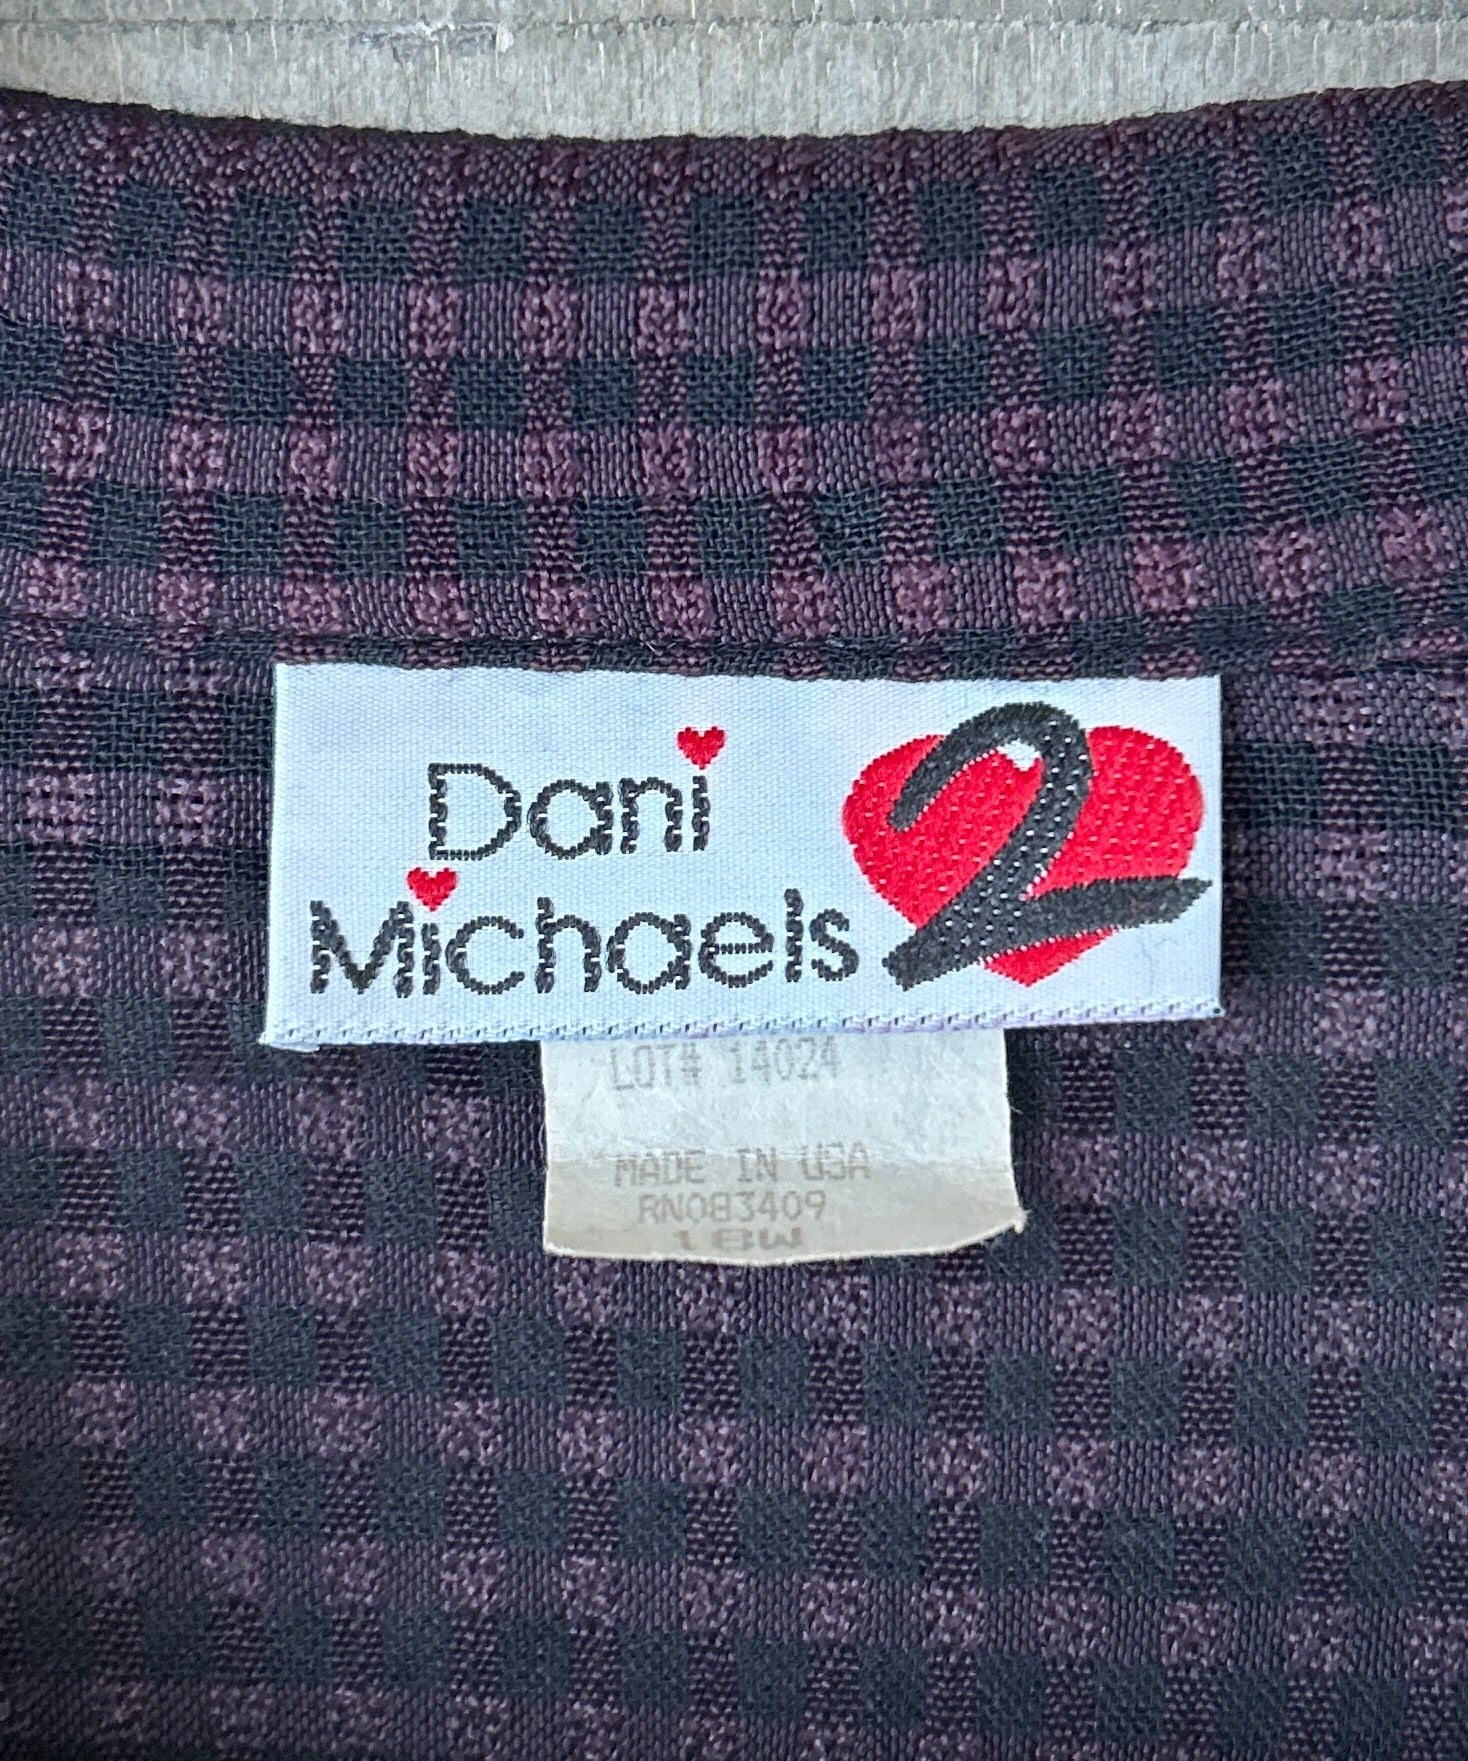 Dani
Michaels 2
LOT# 14024
MADE IN USA
RN083409
18W